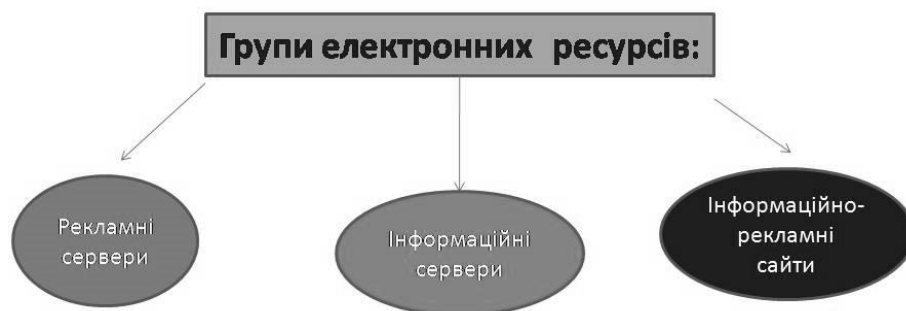 Групи електронних ресурсів:
Рекламні
сервери
Інформаційні
сервери
Інформаційно-
рекламні
сайти